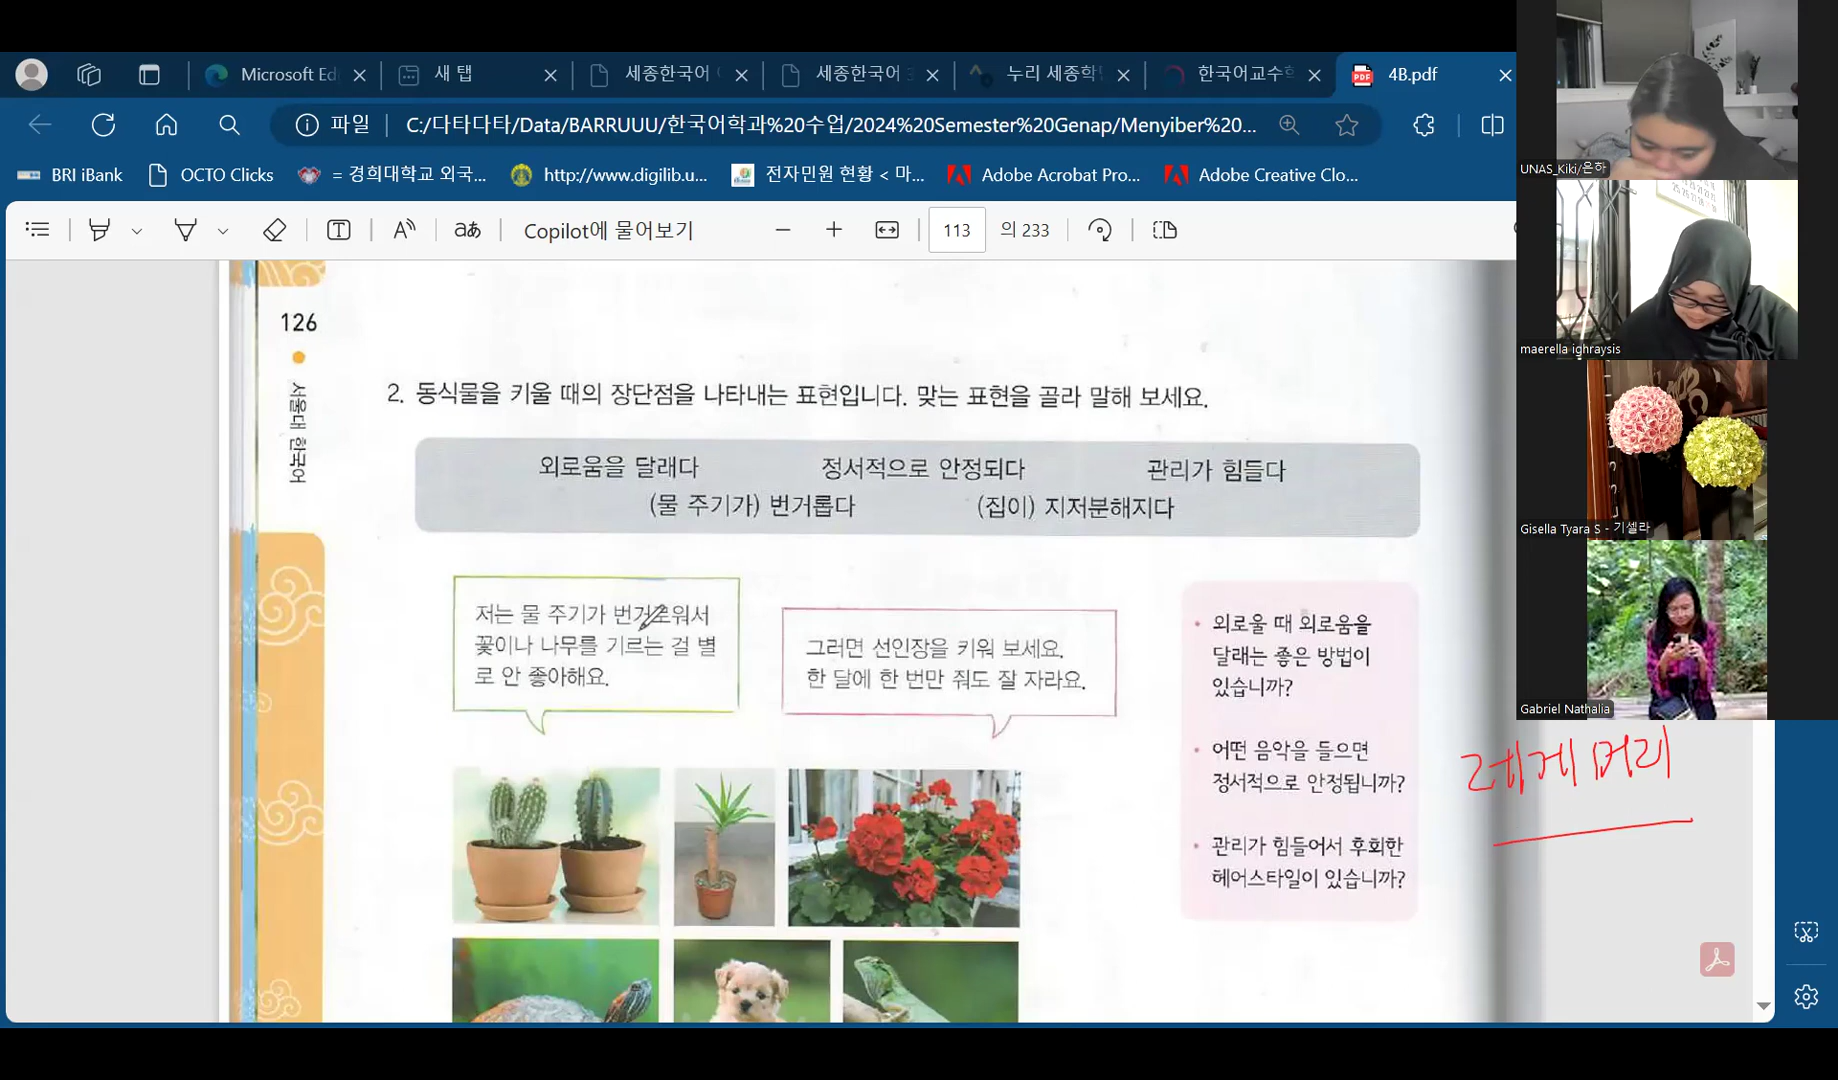 Microsoft Ed
새 탭
세종한국어
세종한국어
누리 세종학
한국어교수
4B.pdf
파일
C:/다타다타/Data/BARRUUU/한국어학과%20수업/2024%20Semester%20Genap/Menyiber%20...
BRI iBank
OCTO Clicks
= 경희대학교 외국...
http://www.digilib.u...
전자민원 현황 < 마...
Adobe Acrobat Pro...
Adobe Creative Clo...
Copilot에 물어보기
113
의 233
126
서울대 한국어
2. 동식물을 키울 때의 장단점을 나타내는 표현입니다. 맞는 표현을 골라 말해 보세요.
외로움을 달래다 정서적으로 안정되다 관리가 힘들다
(물 주기가) 번거롭다 (집이) 지저분해지다
저는 물 주기가 번거로워서
꽃이나 나무를 기르는 걸 별
로 안 좋아해요.
그러면 선인장을 키워 보세요.
한 달에 한 번만 줘도 잘 자라요.
• 외로울 때 외로움을
달래는 좋은 방법이
있습니까?
• 어떤 음악을 들으면
정서적으로 안정됩니까?
• 관리가 힘들어서 후회한
헤어스타일이 있습니까?
레게머리
UNAS_Kiki/은하
maerella ighraysis
Gisella Tyara S - 기셀라
Gabriel Nathalia